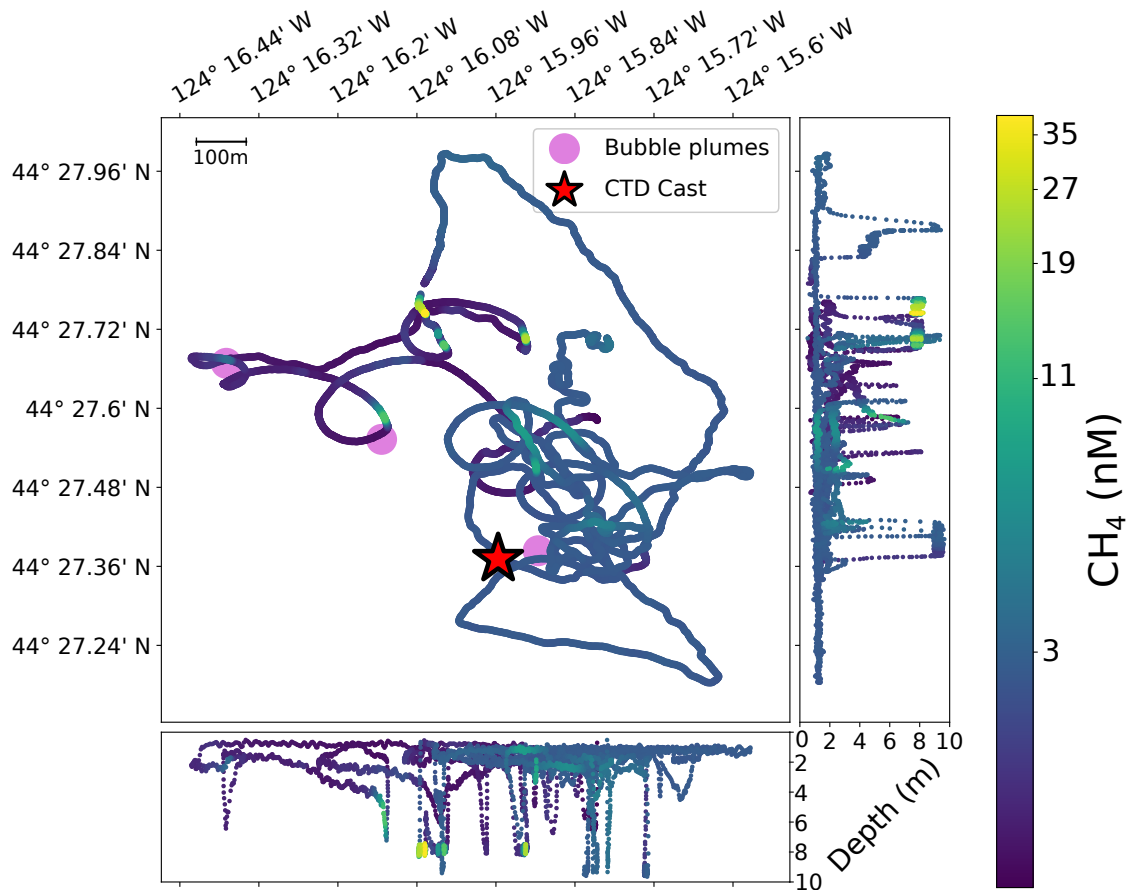 124° 16.44' W
124° 16.32' W
124° 16.2' W
124° 16.08' W
124° 15.96' W
124° 15.84' W
124° 15.72' W
124° 15.6' W
100m
Bubble plumes
CTD Cast
44° 27.96' N
44° 27.84' N
44° 27.72' N
44° 27.6' N
44° 27.48' N
44° 27.36' N
44° 27.24' N
0 2 4 6 8 10
0
2
4
6
8
10
Depth (m)
35
27
19
11
3
CH₄ (nM)